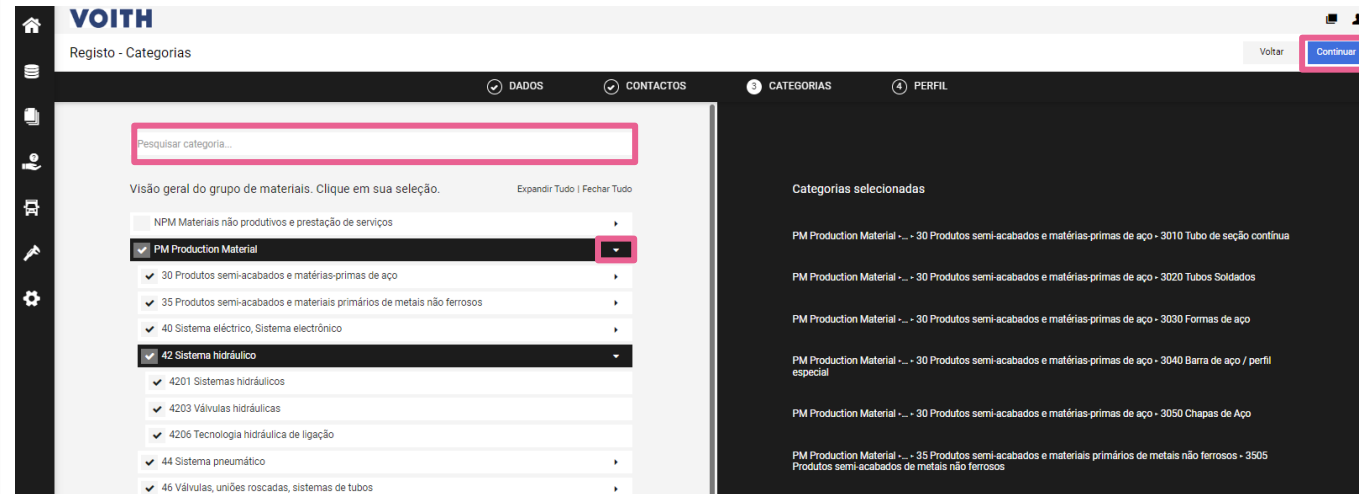 VOITH
Registo - Categorias
Voltar
Continuar
DADOS
CONTACTOS
3 CATEGORIAS
4 PERFIL
Pesquisar categoria...
Visão geral do grupo de materiais. Clique em sua seleção.
Expandir Tudo | Fechar Tudo
NPM Materiais não produtivos e prestação de serviços
PM Production Material
30 Produtos semi-acabados e matérias-primas de aço
35 Produtos semi-acabados e materiais primários de metais não ferrosos
40 Sistema eléctrico, Sistema electrônico
42 Sistema hidráulico
4201 Sistemas hidráulicos
4203 Válvulas hidráulicas
4206 Tecnologia hidráulica de ligação
44 Sistema pneumático
46 Válvulas, uniões roscadas, sistemas de tubos
Categorias selecionadas
PM Production Material ▸... ▸ 30 Produtos semi-acabados e matérias-primas de aço ▸ 3010 Tubo de seção contínua
PM Production Material ▸... ▸ 30 Produtos semi-acabados e matérias-primas de aço ▸ 3020 Tubos Soldados
PM Production Material ▸... ▸ 30 Produtos semi-acabados e matérias-primas de aço ▸ 3030 Formas de aço
PM Production Material ▸... ▸ 30 Produtos semi-acabados e matérias-primas de aço ▸ 3040 Barra de aço / perfil
especial
PM Production Material ▸... ▸ 30 Produtos semi-acabados e matérias-primas de aço ▸ 3050 Chapas de Aço
PM Production Material ▸... ▸ 35 Produtos semi-acabados e materiais primários de metais não ferrosos ▸ 3505
Produtos semi-acabados de metais não ferrosos